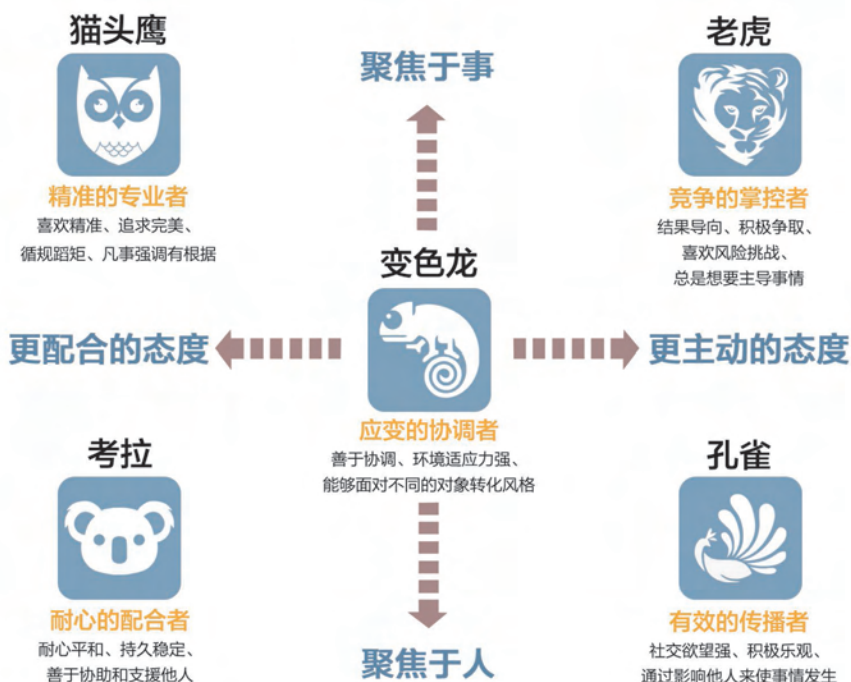 猫头鹰
精准的专业者
喜欢精准、追求完美、
循规蹈矩、凡事强调有根据
聚焦于事
老虎
竞争的掌控者
结果导向、积极争取、
喜欢风险挑战、
总是想要主导事情
更配合的态度
变色龙
应变的协调者
善于协调、环境适应力强、
能够面对不同的对象转化风格
更主动的态度
考拉
耐心的配合者
耐心平和、持久稳定、
善于协助和支援他人
聚焦于人
孔雀
有效的传播者
社交欲望强、积极乐观、
通过影响他人来使事情发生